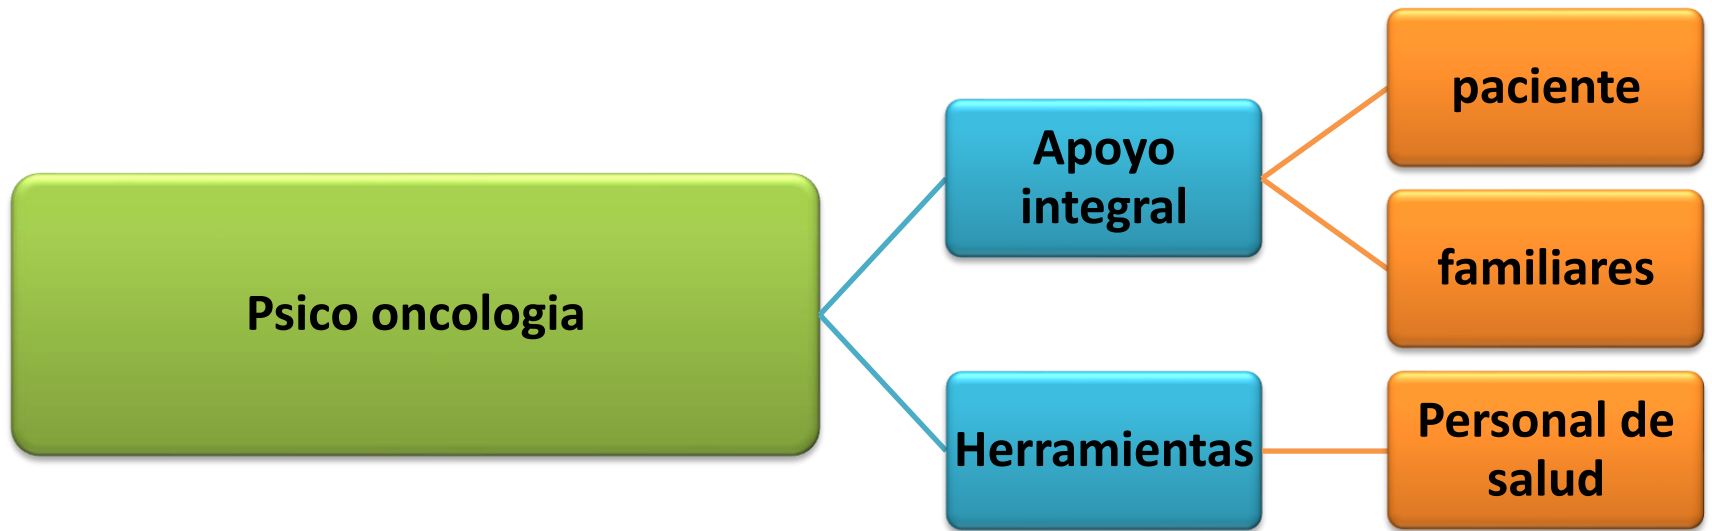 Psico oncologia
Apoyo
integral
paciente
familiares
Herramientas
Personal de
salud